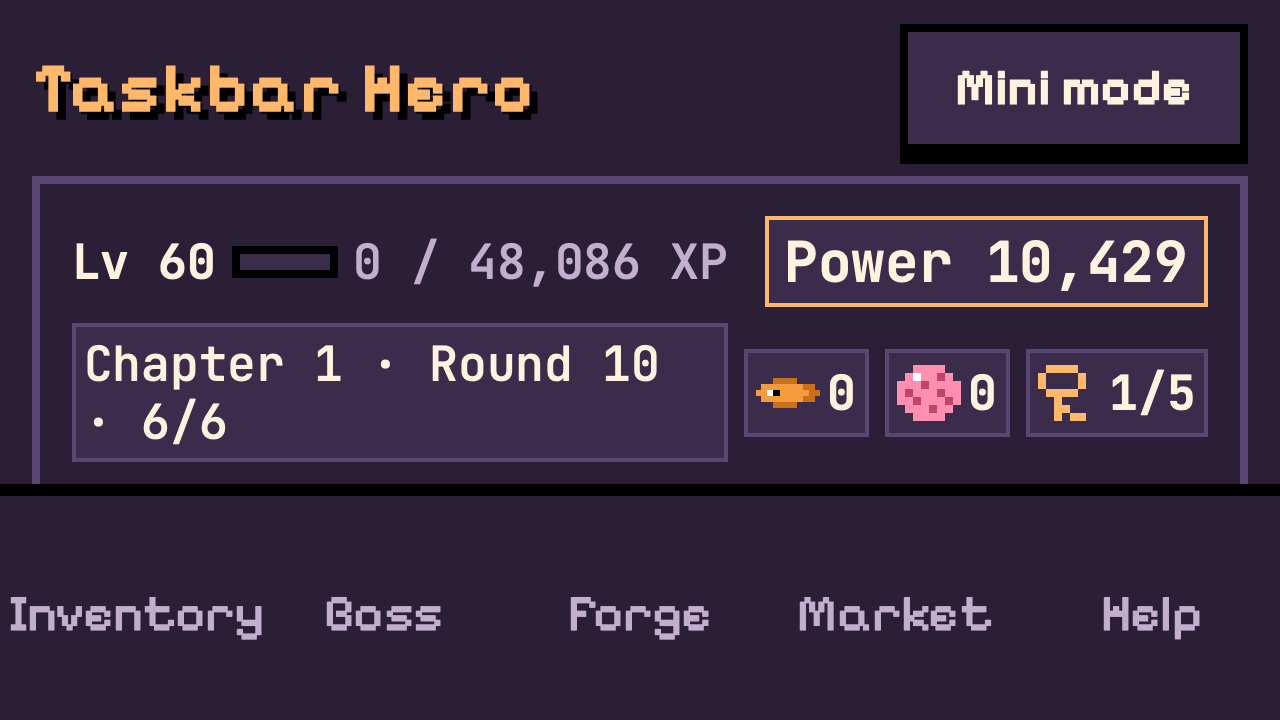 Taskbar Hero
Mini mode
Lv 60 0 / 48,086 XP
Power 10,429
Chapter 1 · Round 10
· 6/6
0
0
1/5
Inventory
Boss
Forge
Market
Help